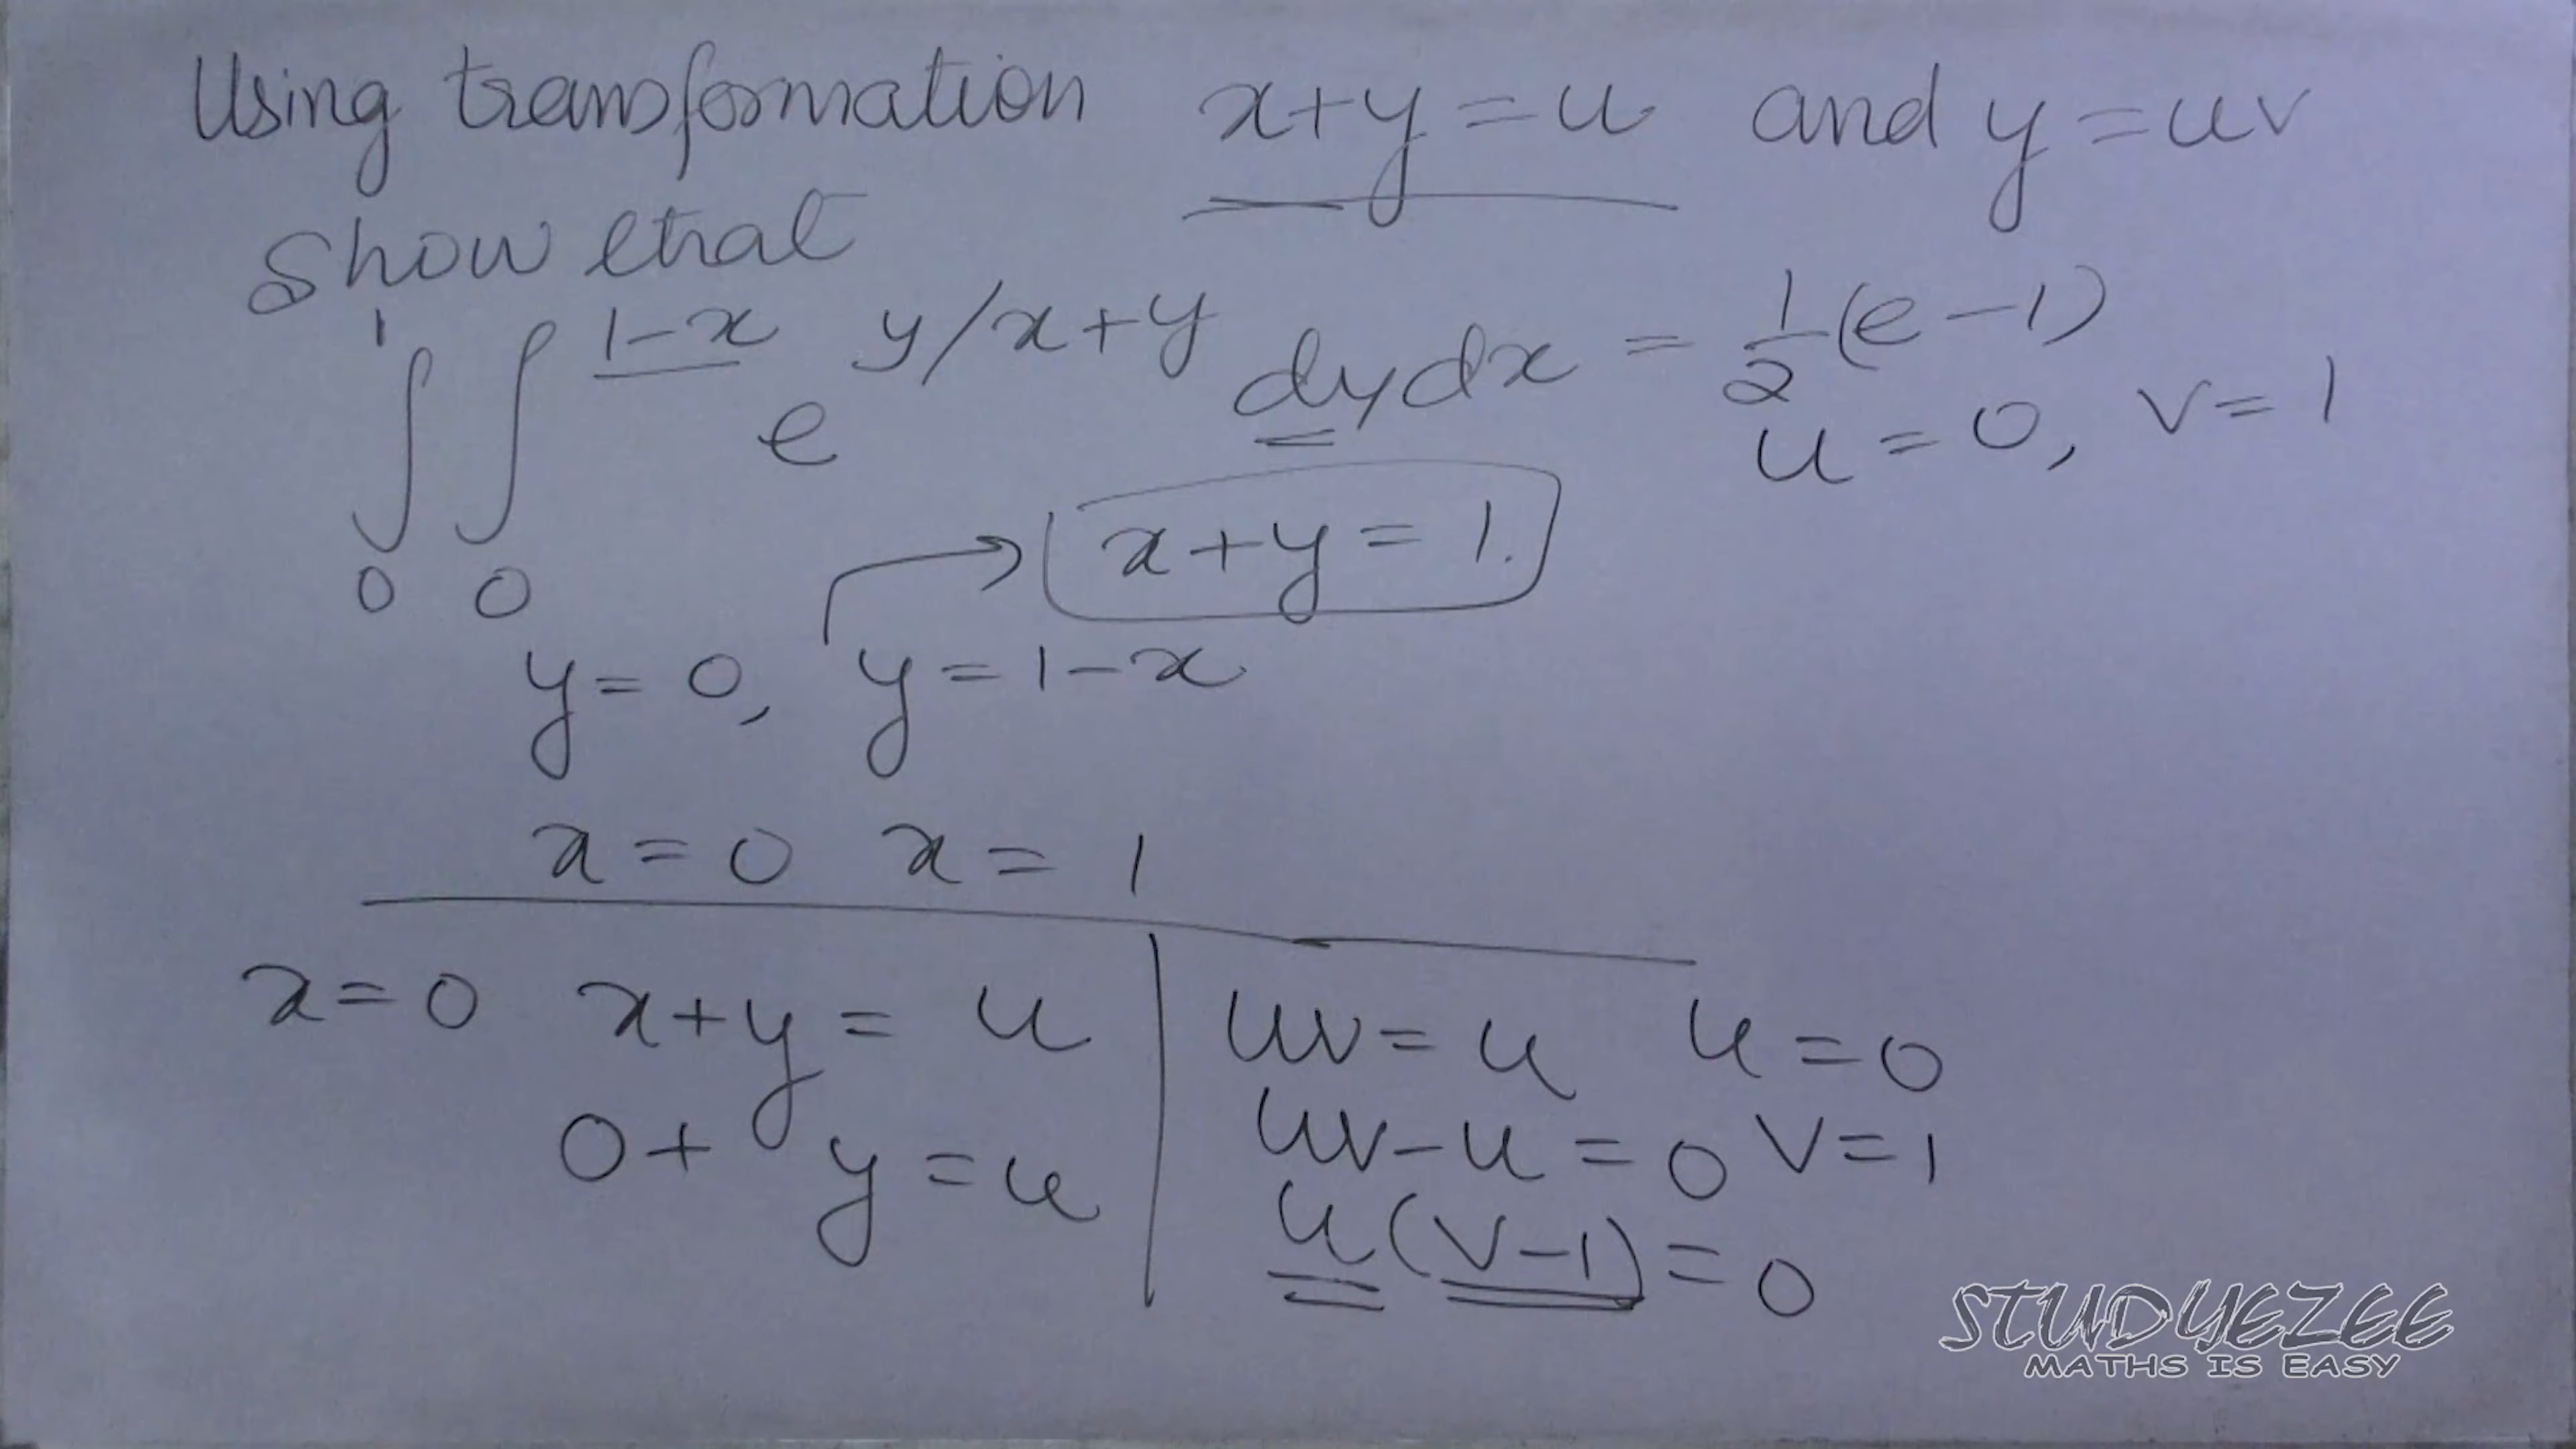 Using transformation x+y=u and y=uv
Show that
∫₀¹ ∫₀^{1-x} e^{y/x+y} dydx = 1/2 (e-1)
u=0, v=1
x+y=1.
y=0, y=1-x
x=0 x=1
x=0 x+y=u
0+y=u
uv=u u=0
uv-u=0 v=1
u(v-1)=0
STUDYEZEE
MATHS IS EASY